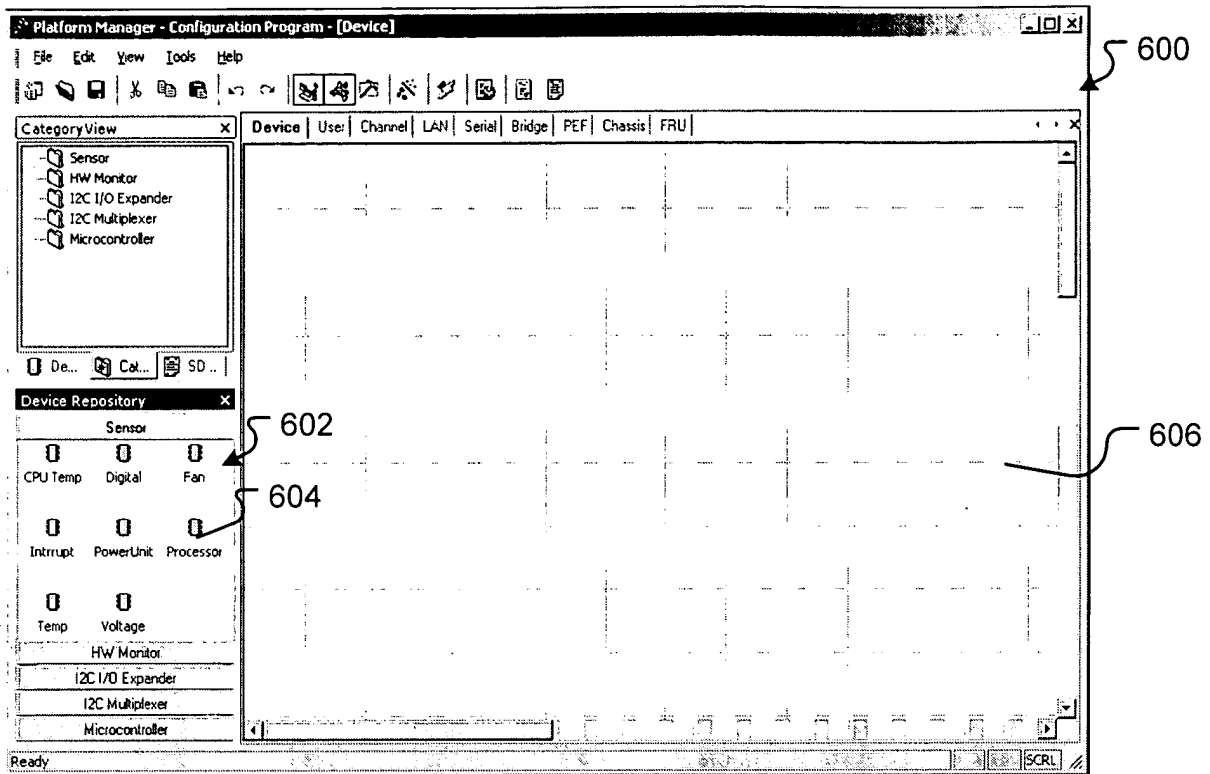 Platform Manager - Configuration Program - [Device]
File Edit View Tools Help
600
CategoryView
Device User Channel LAN Serial Bridge PEF Chassis FRU
Sensor
HW Monitor
I2C I/O Expander
I2C Multiplexer
Microcontroller
De... Cat... SD ..
Device Repository
Sensor
602
CPU Temp Digital Fan
606
604
Intrrupt PowerUnit Processor
Temp Voltage
HW Monitor
I2C I/O Expander
I2C Multiplexer
Microcontroller
Ready
SCRL